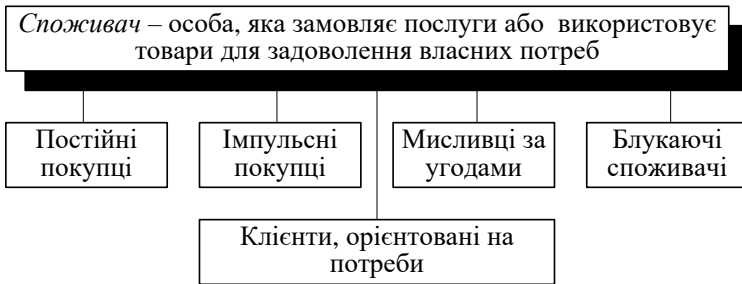 Споживач – особа, яка замовляє послуги або використовує
товари для задоволення власних потреб
Постійні
покупці
Імпульсні
покупці
Мисливці за
угодами
Блукаючі
споживачі
Клієнти, орієнтовані на
потреби